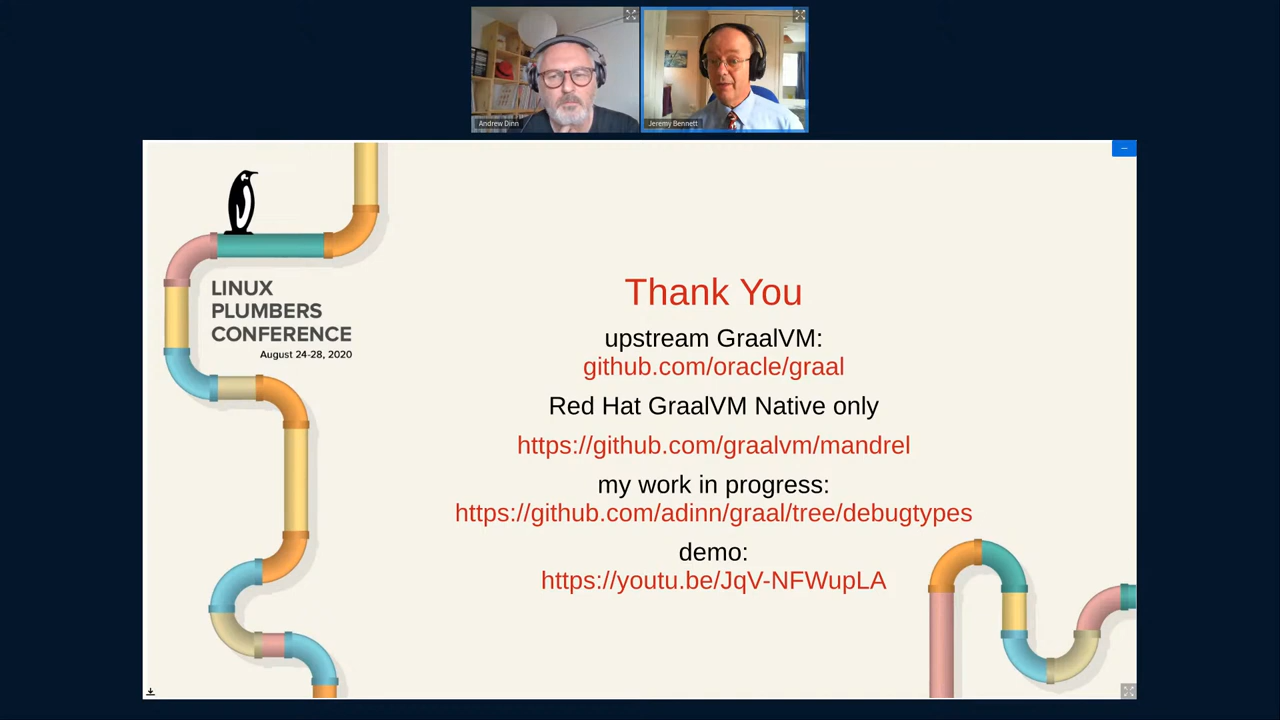 Andrew Dinn
Jeremy Bennett
LINUX
PLUMBERS
CONFERENCE
August 24-28, 2020
Thank You
upstream GraalVM:
github.com/oracle/graal
Red Hat GraalVM Native only
https://github.com/graalvm/mandrel
my work in progress:
https://github.com/adinn/graal/tree/debugtypes
demo:
https://youtu.be/JqV-NFWupLA